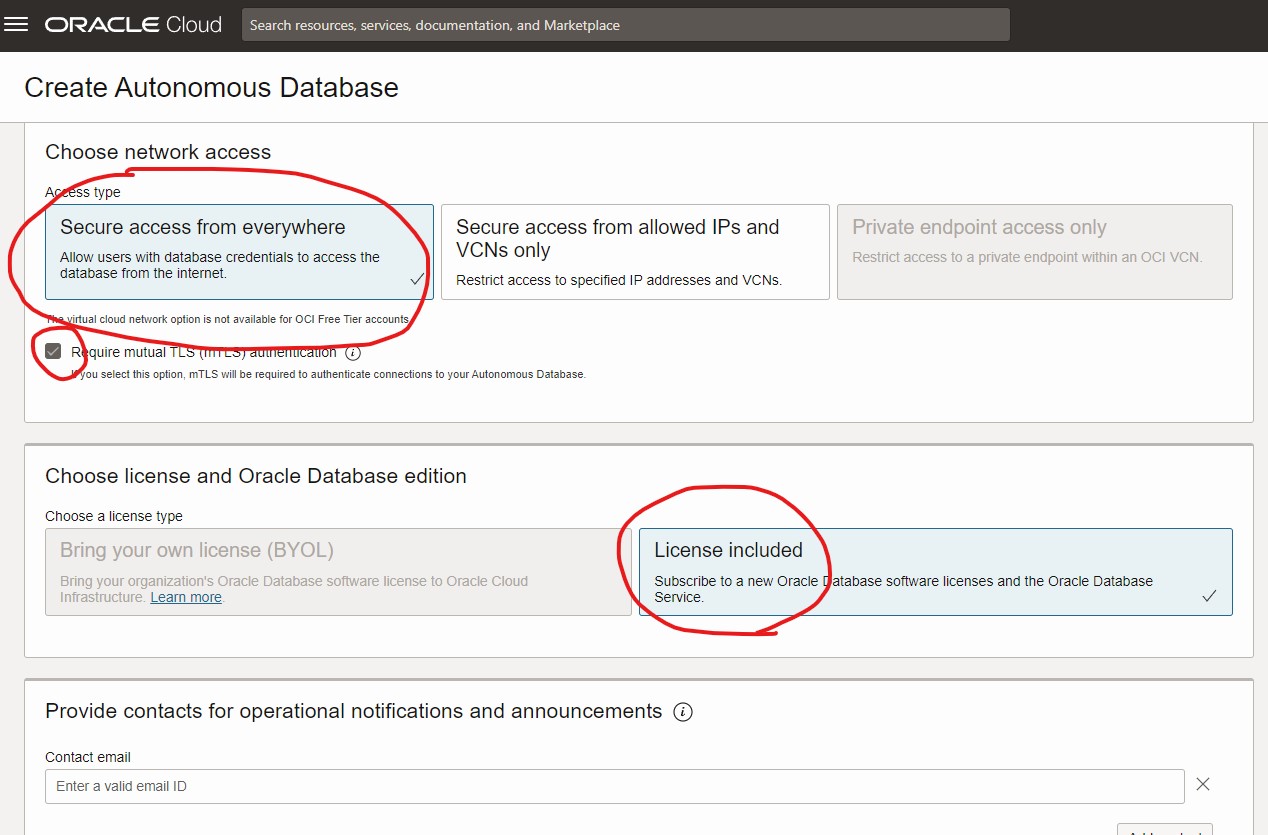 ORACLE Cloud
Search resources, services, documentation, and Marketplace
Create Autonomous Database
Choose network access
Access type
Secure access from everywhere
Allow users with database credentials to access the
database from the internet.
Secure access from allowed IPs and
VCNs only
Restrict access to specified IP addresses and VCNs.
Private endpoint access only
Restrict access to a private endpoint within an OCI VCN.
The virtual cloud network option is not available for OCI Free Tier accounts.
Require mutual TLS (mTLS) authentication
If you select this option, mTLS will be required to authenticate connections to your Autonomous Database.
Choose license and Oracle Database edition
Choose a license type
Bring your own license (BYOL)
Bring your organization's Oracle Database software license to Oracle Cloud
Infrastructure. Learn more.
License included
Subscribe to a new Oracle Database software licenses and the Oracle Database
Service.
Provide contacts for operational notifications and announcements
Contact email
Enter a valid email ID